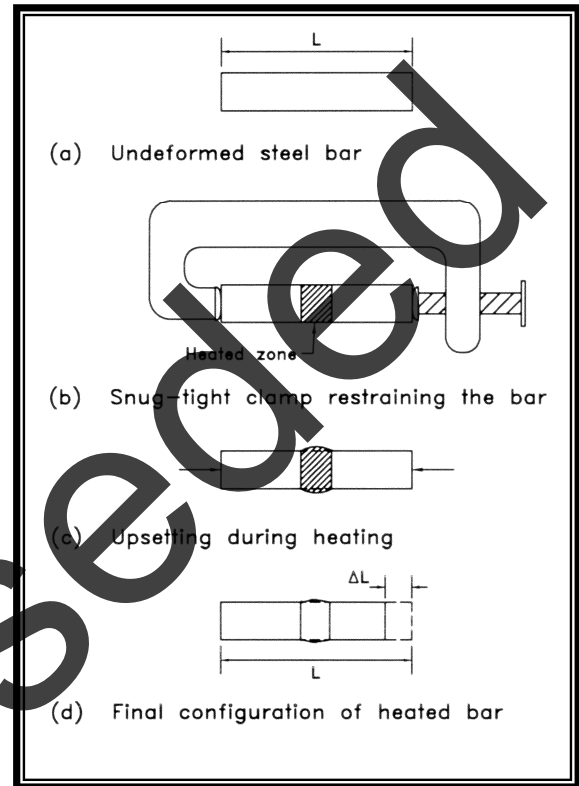 L
(a) Undeformed steel bar
Heated zone
(b) Snug-tight clamp restraining the bar
(c) Upsetting during heating
ΔL
L
(d) Final configuration of heated bar
seded